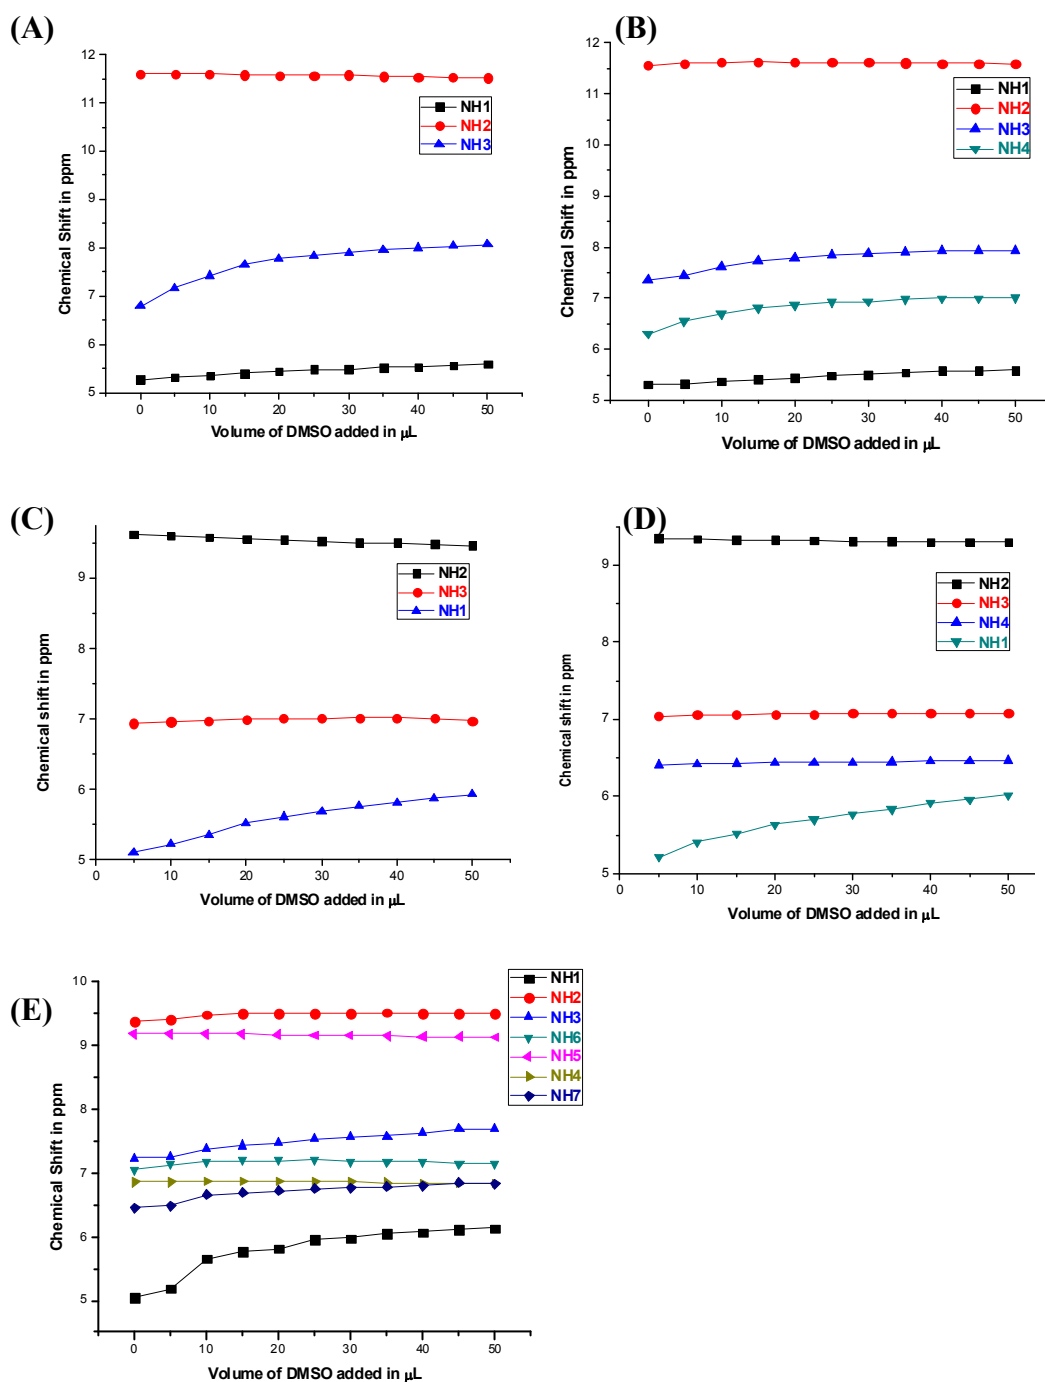 (A)
12
11
10
9
8
7
6
5
Chemical Shift in ppm
NH1
NH2
NH3
0 10 20 30 40 50
Volume of DMSO added in μL
(B)
12
11
10
9
8
7
6
5
Chemical Shift in ppm
NH1
NH2
NH3
NH4
0 10 20 30 40 50
Volume of DMSO added in μL
(C)
9
8
7
6
5
Chemical shift in ppm
NH2
NH3
NH1
0 10 20 30 40 50
Volume of DMSO added in μL
(D)
9
8
7
6
5
Chemical shift in ppm
NH2
NH3
NH4
NH1
0 10 20 30 40 50
Volume of DMSO added in μL
(E)
10
9
8
7
6
5
Chemical Shift in ppm
NH1
NH2
NH3
NH6
NH5
NH4
NH7
0 10 20 30 40 50
Volume of DMSO added in μL